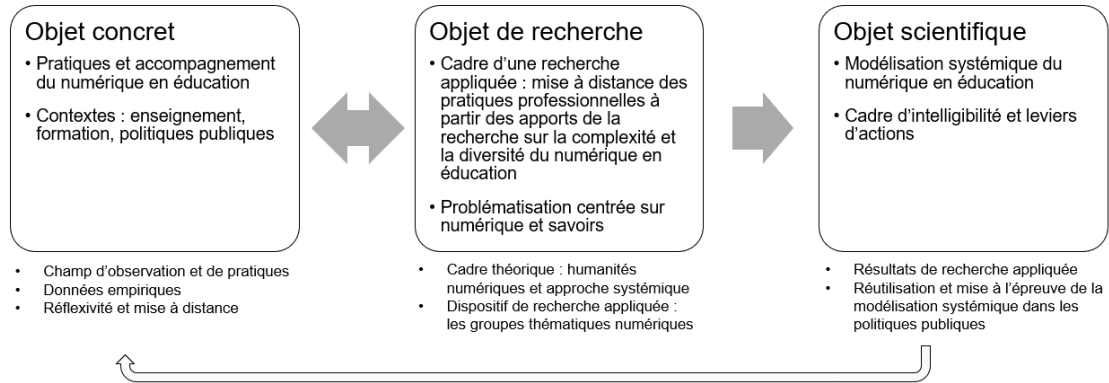 Objet concret
• Pratiques et accompagnement
du numérique en éducation
• Contextes : enseignement,
formation, politiques publiques
• Champ d’observation et de pratiques
• Données empiriques
• Réflexivité et mise à distance
Objet de recherche
• Cadre d’une recherche
appliquée : mise à distance des
pratiques professionnelles à
partir des apports de la
recherche sur la complexité et
la diversité du numérique en
éducation
• Problématisation centrée sur
numérique et savoirs
• Cadre théorique : humanités
numériques et approche systémique
• Dispositif de recherche appliquée :
les groupes thématiques numériques
Objet scientifique
• Modélisation systémique du
numérique en éducation
• Cadre d’intelligibilité et leviers
d’actions
• Résultats de recherche appliquée
• Réutilisation et mise à l’épreuve de la
modélisation systémique dans les
politiques publiques